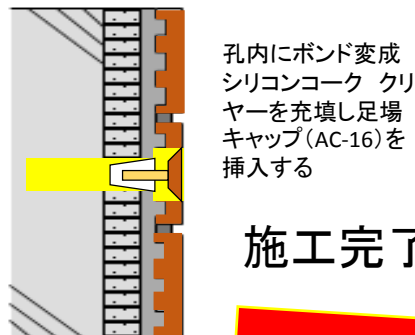 孔内にボンド変成
シリコンコーク クリ
ヤーを充填し足場
キャップ(AC-16)を
挿入する
施工完了